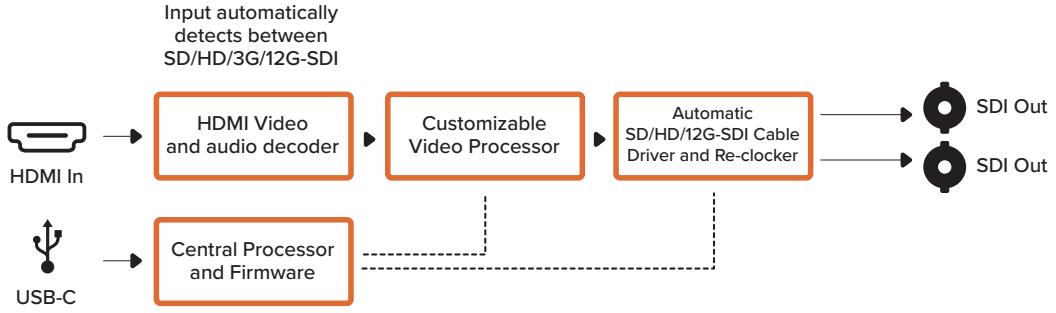 Input automatically
detects between
SD/HD/3G/12G-SDI
HDMI In
HDMI Video
and audio decoder
Customizable
Video Processor
Automatic
SD/HD/12G-SDI Cable
Driver and Re-clocker
SDI Out
SDI Out
USB-C
Central Processor
and Firmware